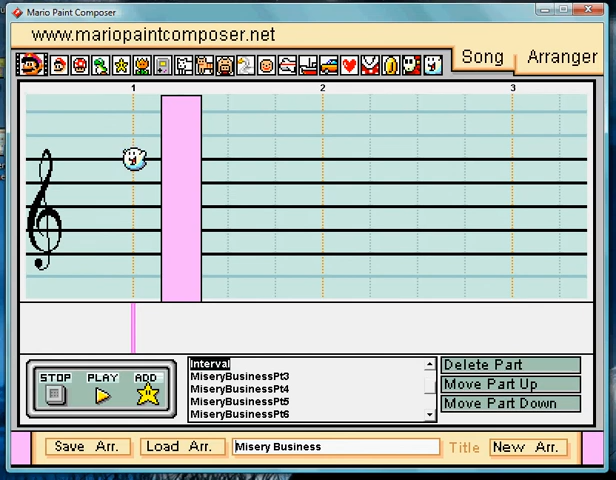 Mario Paint Composer
www.mariopaintcomposer.net
Song
Arranger
1 2 3
STOP PLAY ADD
Interval
MiseryBusinessPt3
MiseryBusinessPt4
MiseryBusinessPt5
MiseryBusinessPt6
Delete Part
Move Part Up
Move Part Down
Save Arr.
Load Arr.
Misery Business
Title
New Arr.